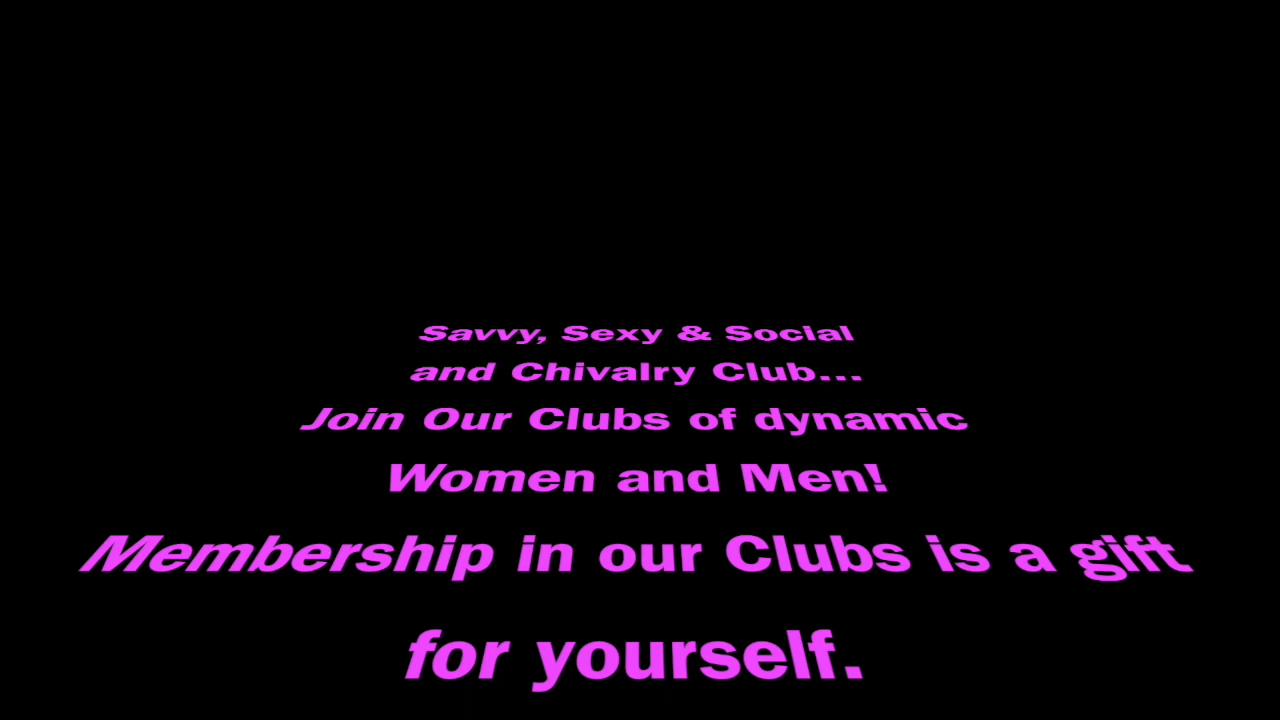 Savvy, Sexy & Social
and Chivalry Club...
Join Our Clubs of dynamic
Women and Men!
Membership in our Clubs is a gift
for yourself.